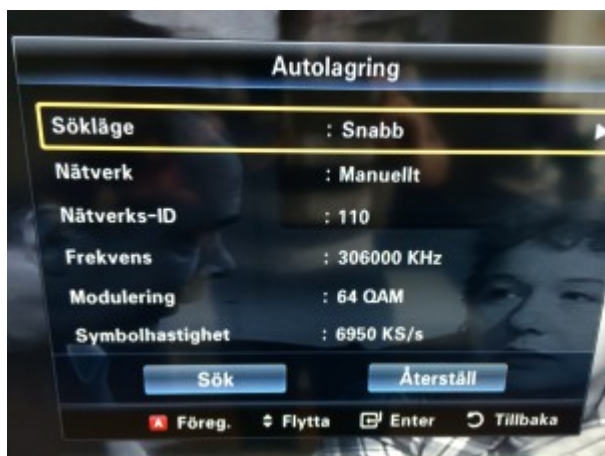 Autolagring
Sökläge : Snabb
Nätverk : Manuellt
Nätverks-ID : 110
Frekvens : 306000 KHz
Modulering : 64 QAM
Symbolhastighet : 6950 KS/s
Sök Återställ
A Föreg. Flytta Enter Tillbaka